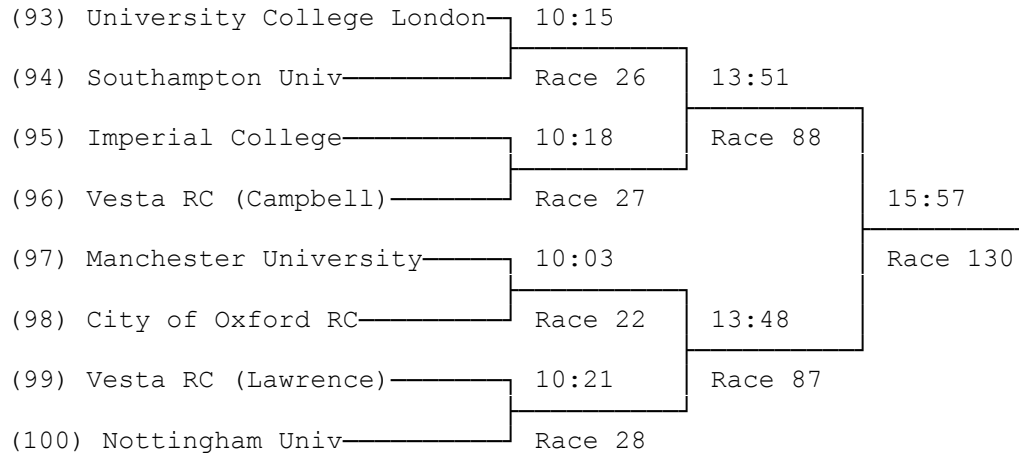 (93) University College London 10:15
(94) Southampton Univ Race 26 13:51
(95) Imperial College 10:18 Race 88
(96) Vesta RC (Campbell) Race 27 15:57
(97) Manchester University 10:03 Race 130
(98) City of Oxford RC Race 22 13:48
(99) Vesta RC (Lawrence) 10:21 Race 87
(100) Nottingham Univ Race 28